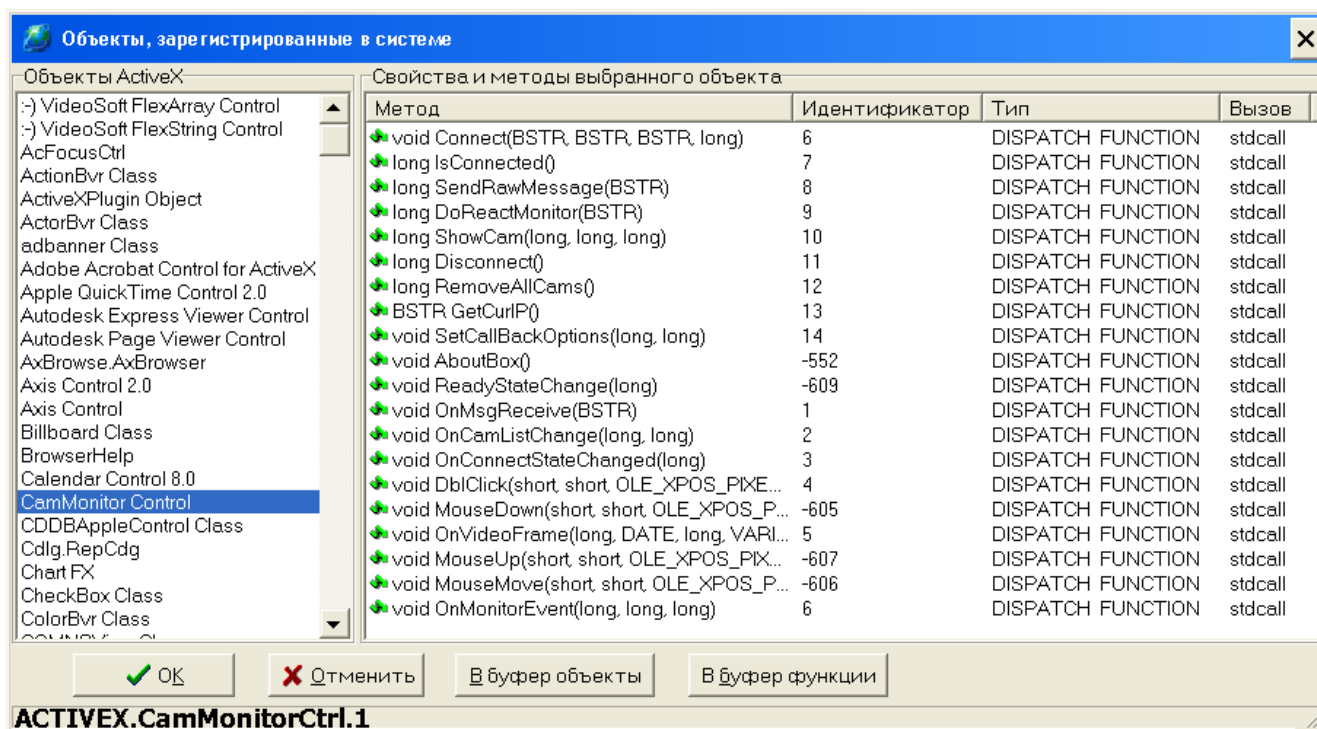 Объекты, зарегистрированные в системе
Объекты ActiveX
:-) VideoSoft FlexArray Control
:-) VideoSoft FlexString Control
AcFocusCtrl
ActionBvr Class
ActiveXPlugin Object
ActorBvr Class
adbanner Class
Adobe Acrobat Control for ActiveX
Apple QuickTime Control 2.0
Autodesk Express Viewer Control
Autodesk Page Viewer Control
AxBrowse.AxBrowser
Axis Control 2.0
Axis Control
Billboard Class
BrowserHelp
Calendar Control 8.0
CamMonitor Control
CDDBAppleControl Class
Cdlg.RepCdg
Chart FX
CheckBox Class
ColorBvr Class
Свойства и методы выбранного объекта
Метод Идентификатор Тип Вызов
void Connect(BSTR, BSTR, BSTR, long) 6 DISPATCH FUNCTION stdcall
long IsConnected() 7 DISPATCH FUNCTION stdcall
long SendRawMessage(BSTR) 8 DISPATCH FUNCTION stdcall
long DoReactMonitor(BSTR) 9 DISPATCH FUNCTION stdcall
long ShowCam(long, long, long) 10 DISPATCH FUNCTION stdcall
long Disconnect() 11 DISPATCH FUNCTION stdcall
long RemoveAllCams() 12 DISPATCH FUNCTION stdcall
BSTR GetCurIP() 13 DISPATCH FUNCTION stdcall
void SetCallBackOptions(long, long) 14 DISPATCH FUNCTION stdcall
void AboutBox() -552 DISPATCH FUNCTION stdcall
void ReadyStateChange(long) -609 DISPATCH FUNCTION stdcall
void OnMsgReceive(BSTR) 1 DISPATCH FUNCTION stdcall
void OnCamListChange(long, long) 2 DISPATCH FUNCTION stdcall
void OnConnectStateChanged(long) 3 DISPATCH FUNCTION stdcall
void DblClick(short, short, OLE_XPOS_PIXE... 4 DISPATCH FUNCTION stdcall
void MouseDown(short, short, OLE_XPOS_P... -605 DISPATCH FUNCTION stdcall
void OnVideoFrame(long, DATE, long, VARI... 5 DISPATCH FUNCTION stdcall
void MouseUp(short, short, OLE_XPOS_PIX... -607 DISPATCH FUNCTION stdcall
void MouseMove(short, short, OLE_XPOS_P... -606 DISPATCH FUNCTION stdcall
void OnMonitorEvent(long, long, long) 6 DISPATCH FUNCTION stdcall
OK Отменить В буфер объекты В буфер функции
ACTIVEX.CamMonitorCtrl.1